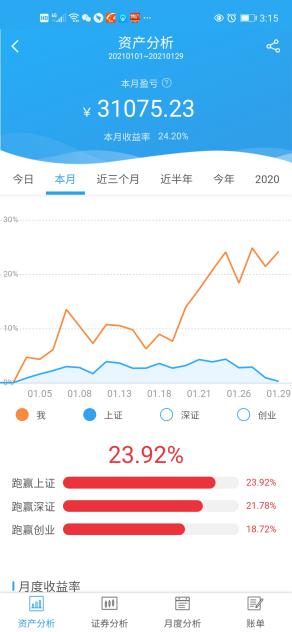 3:15
资产分析
20210101~20210129
本月盈亏 ?
¥ 31075.23
本月收益率 24.20%
今日 本月 近三个月 近半年 今年 2020
30%
20%
10%
0%
01.05 01.08 01.13 01.18 01.21 01.26 01.29
我 上证 深证 创业
23.92%
跑赢上证 23.92%
跑赢深证 21.78%
跑赢创业 18.72%
月度收益率
资产分析 证券分析 月度分析 账单